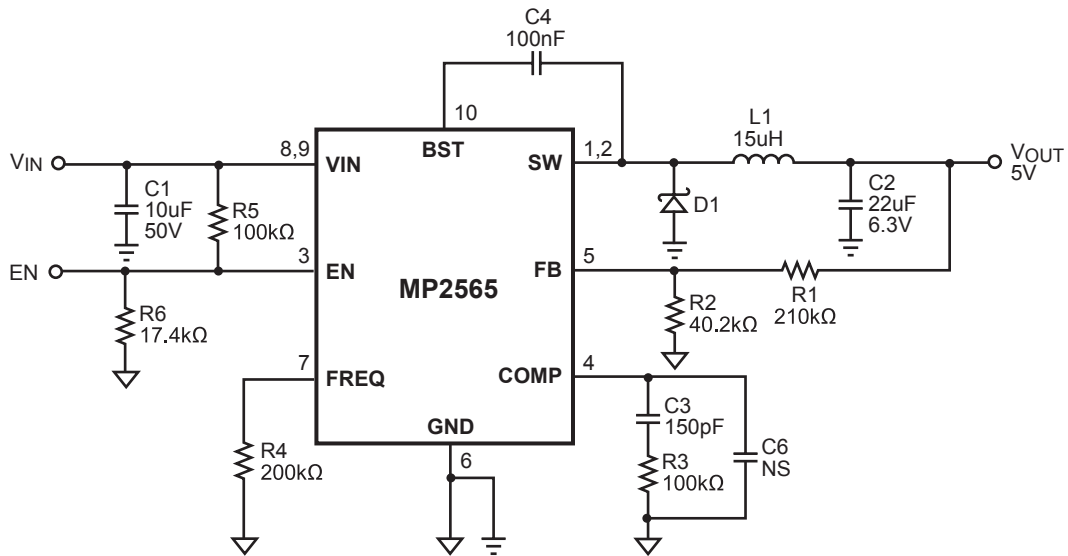 C4
100nF
10
L1
15uH
VIN
8,9
VIN
BST
SW
1,2
VOUT
5V
C1
10uF
50V
R5
100kΩ
D1
C2
22uF
6.3V
EN
3
EN
MP2565
FB
5
R6
17.4kΩ
R2
40.2kΩ
R1
210kΩ
7
FREQ
COMP
4
GND
6
R4
200kΩ
C3
150pF
R3
100kΩ
C6
NS